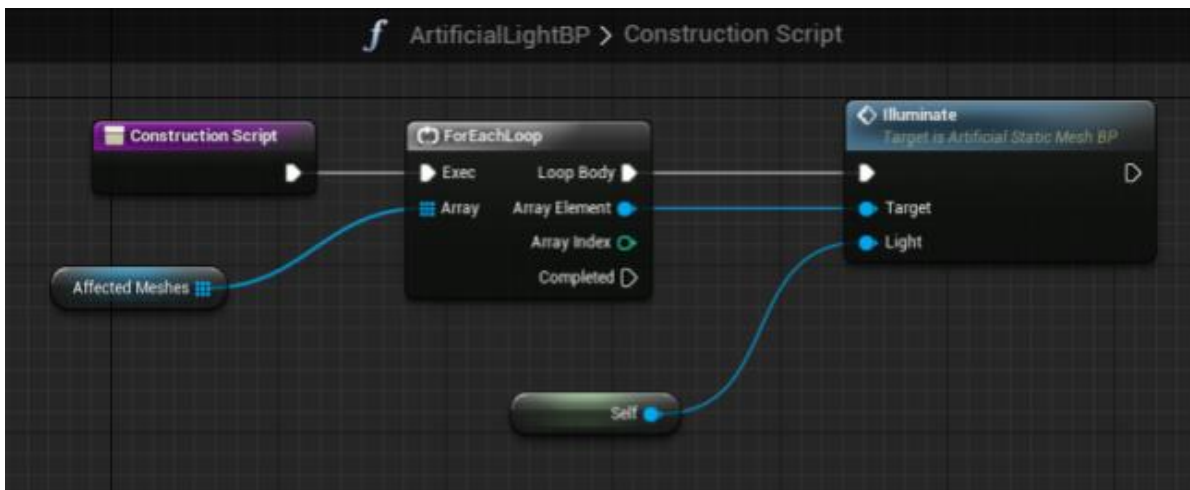 f ArtificialLightBP > Construction Script
Construction Script
ForEachLoop
Exec
Loop Body
Array
Array Element
Array Index
Completed
Illuminate
Target is Artificial Static Mesh BP
Target
Light
Affected Meshes
Self